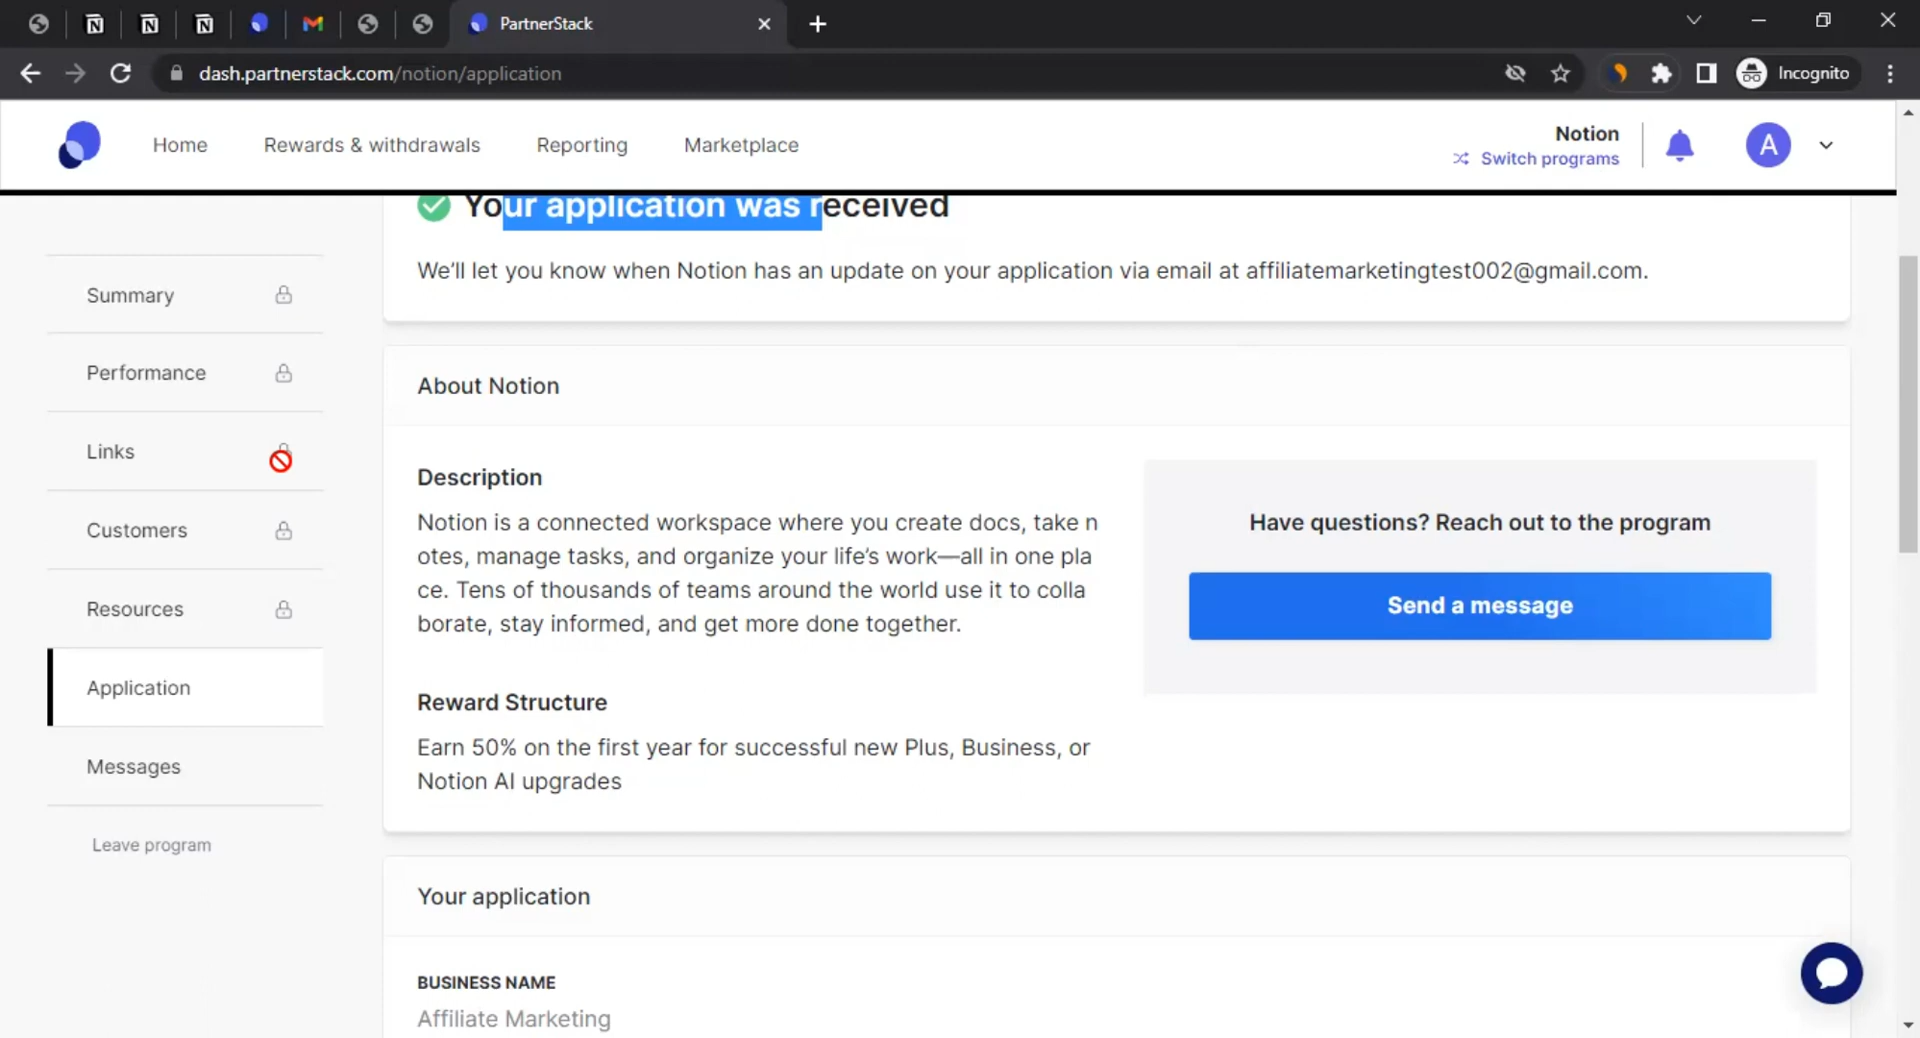 PartnerStack
dash.partnerstack.com/notion/application
Incognito
Home
Rewards & withdrawals
Reporting
Marketplace
Notion
Switch programs
A
Your application was received
We'll let you know when Notion has an update on your application via email at affiliatemarketingtest002@gmail.com.
Summary
Performance
Links
Customers
Resources
Application
Messages
Leave program
About Notion
Description
Notion is a connected workspace where you create docs, take n
otes, manage tasks, and organize your life's work—all in one pla
ce. Tens of thousands of teams around the world use it to colla
borate, stay informed, and get more done together.
Reward Structure
Earn 50% on the first year for successful new Plus, Business, or
Notion AI upgrades
Have questions? Reach out to the program
Send a message
Your application
BUSINESS NAME
Affiliate Marketing